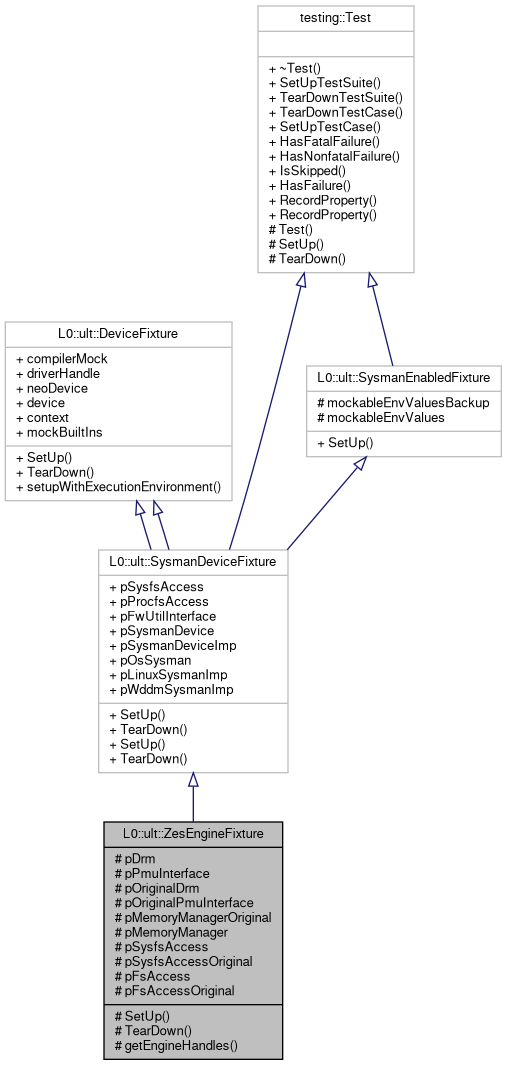 testing::Test
+ ~Test()
+ SetUpTestSuite()
+ TearDownTestSuite()
+ TearDownTestCase()
+ SetUpTestCase()
+ HasFatalFailure()
+ HasNonfatalFailure()
+ IsSkipped()
+ HasFailure()
+ RecordProperty()
+ RecordProperty()
# Test()
# SetUp()
# TearDown()
L0::ult::DeviceFixture
+ compilerMock
+ driverHandle
+ neoDevice
+ device
+ context
+ mockBuiltIns
+ SetUp()
+ TearDown()
+ setupWithExecutionEnvironment()
L0::ult::SysmanEnabledFixture
# mockableEnvValuesBackup
# mockableEnvValues
+ SetUp()
L0::ult::SysmanDeviceFixture
+ pSysfsAccess
+ pProcfsAccess
+ pFwUtilInterface
+ pSysmanDevice
+ pSysmanDeviceImp
+ pOsSysman
+ pLinuxSysmanImp
+ pWddmSysmanImp
+ SetUp()
+ TearDown()
+ SetUp()
+ TearDown()
L0::ult::ZesEngineFixture
# pDrm
# pPmuInterface
# pOriginalDrm
# pOriginalPmuInterface
# pMemoryManagerOriginal
# pMemoryManager
# pSysfsAccess
# pSysfsAccessOriginal
# pFsAccess
# pFsAccessOriginal
# SetUp()
# TearDown()
# getEngineHandles()